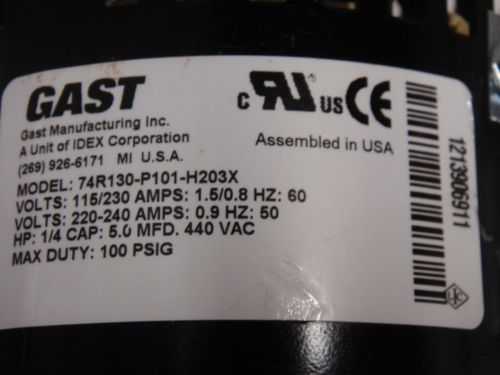 GAST
Gast Manufacturing Inc.
A Unit of IDEX Corporation
(269) 926-6171 MI U.S.A.
MODEL: 74R130-P101-H203X
VOLTS: 115/230 AMPS: 1.5/0.8 HZ: 60
VOLTS: 220-240 AMPS: 0.9 HZ: 50
HP: 1/4 CAP: 5.0 MFD. 440 VAC
MAX DUTY: 100 PSIG
C RU US CE
Assembled in USA
1213906911